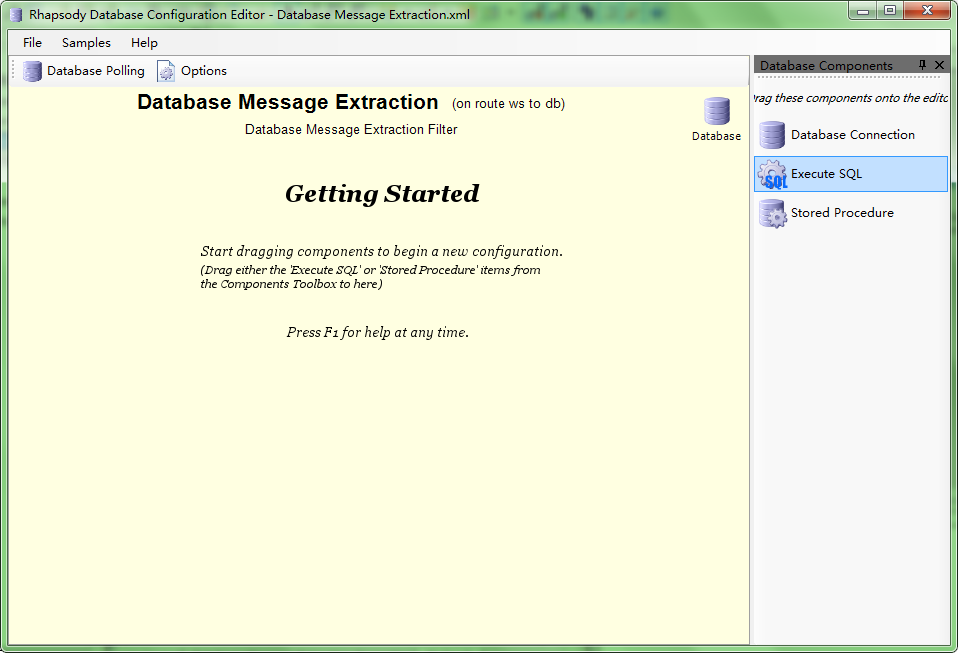 Rhapsody Database Configuration Editor - Database Message Extraction.xml
File Samples Help
Database Polling Options
Database Message Extraction (on route ws to db)
Database Message Extraction Filter
Database
Getting Started
Start dragging components to begin a new configuration.
(Drag either the 'Execute SQL' or 'Stored Procedure' items from
the Components Toolbox to here)
Press F1 for help at any time.
Database Components
rag these components onto the edito
Database Connection
SQL Execute SQL
Stored Procedure